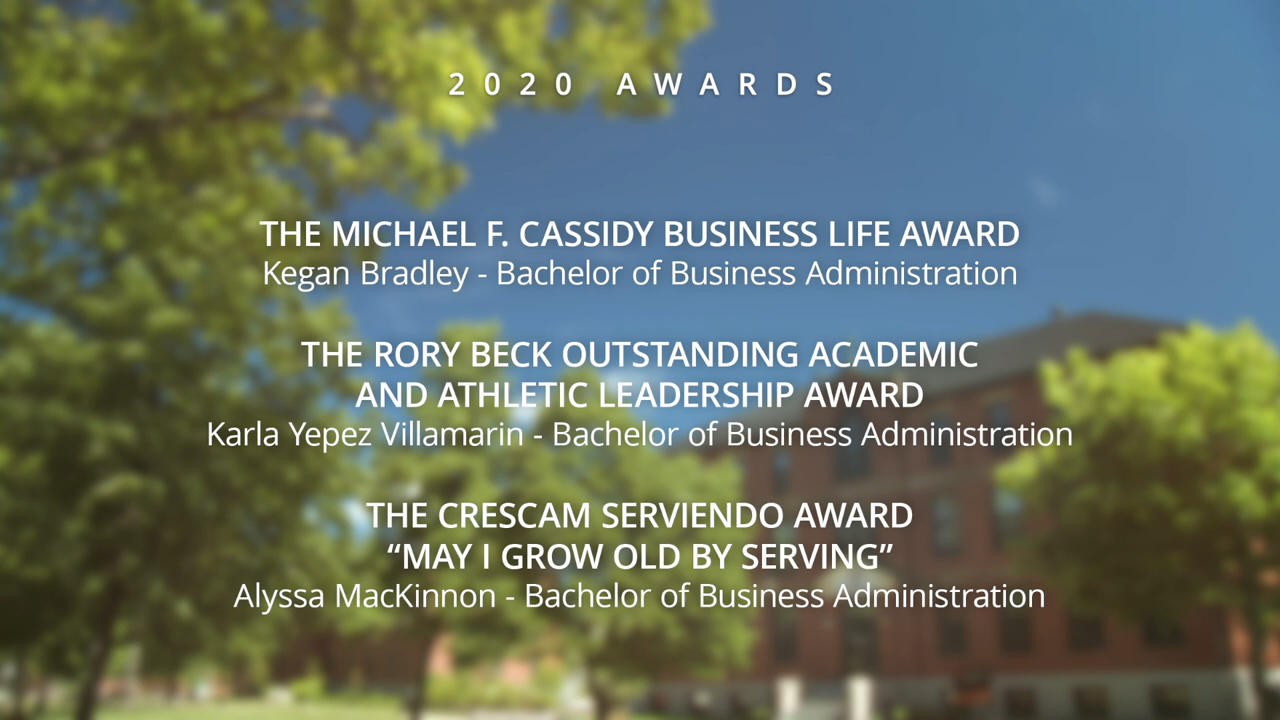 2020 AWARDS
THE MICHAEL F. CASSIDY BUSINESS LIFE AWARD
Kegan Bradley - Bachelor of Business Administration
THE RORY BECK OUTSTANDING ACADEMIC
AND ATHLETIC LEADERSHIP AWARD
Karla Yepez Villamarin - Bachelor of Business Administration
THE CRESCAM SERVIENDO AWARD
“MAY I GROW OLD BY SERVING”
Alyssa MacKinnon - Bachelor of Business Administration